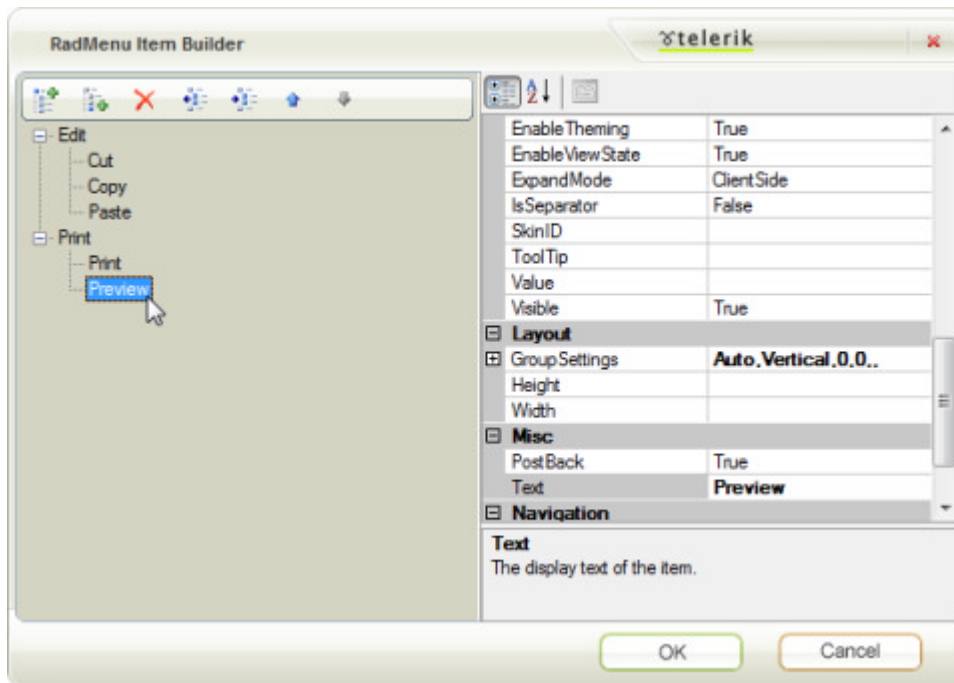 RadMenu Item Builder
telerik
Edit
Cut
Copy
Paste
Print
Print
Preview
EnableTheming True
EnableViewState True
ExpandMode ClientSide
IsSeparator False
SkinID
ToolTip
Value
Visible True
Layout
GroupSettings Auto,Vertical,0,0,.
Height
Width
Misc
PostBack True
Text Preview
Navigation
Text
The display text of the item.
OK Cancel